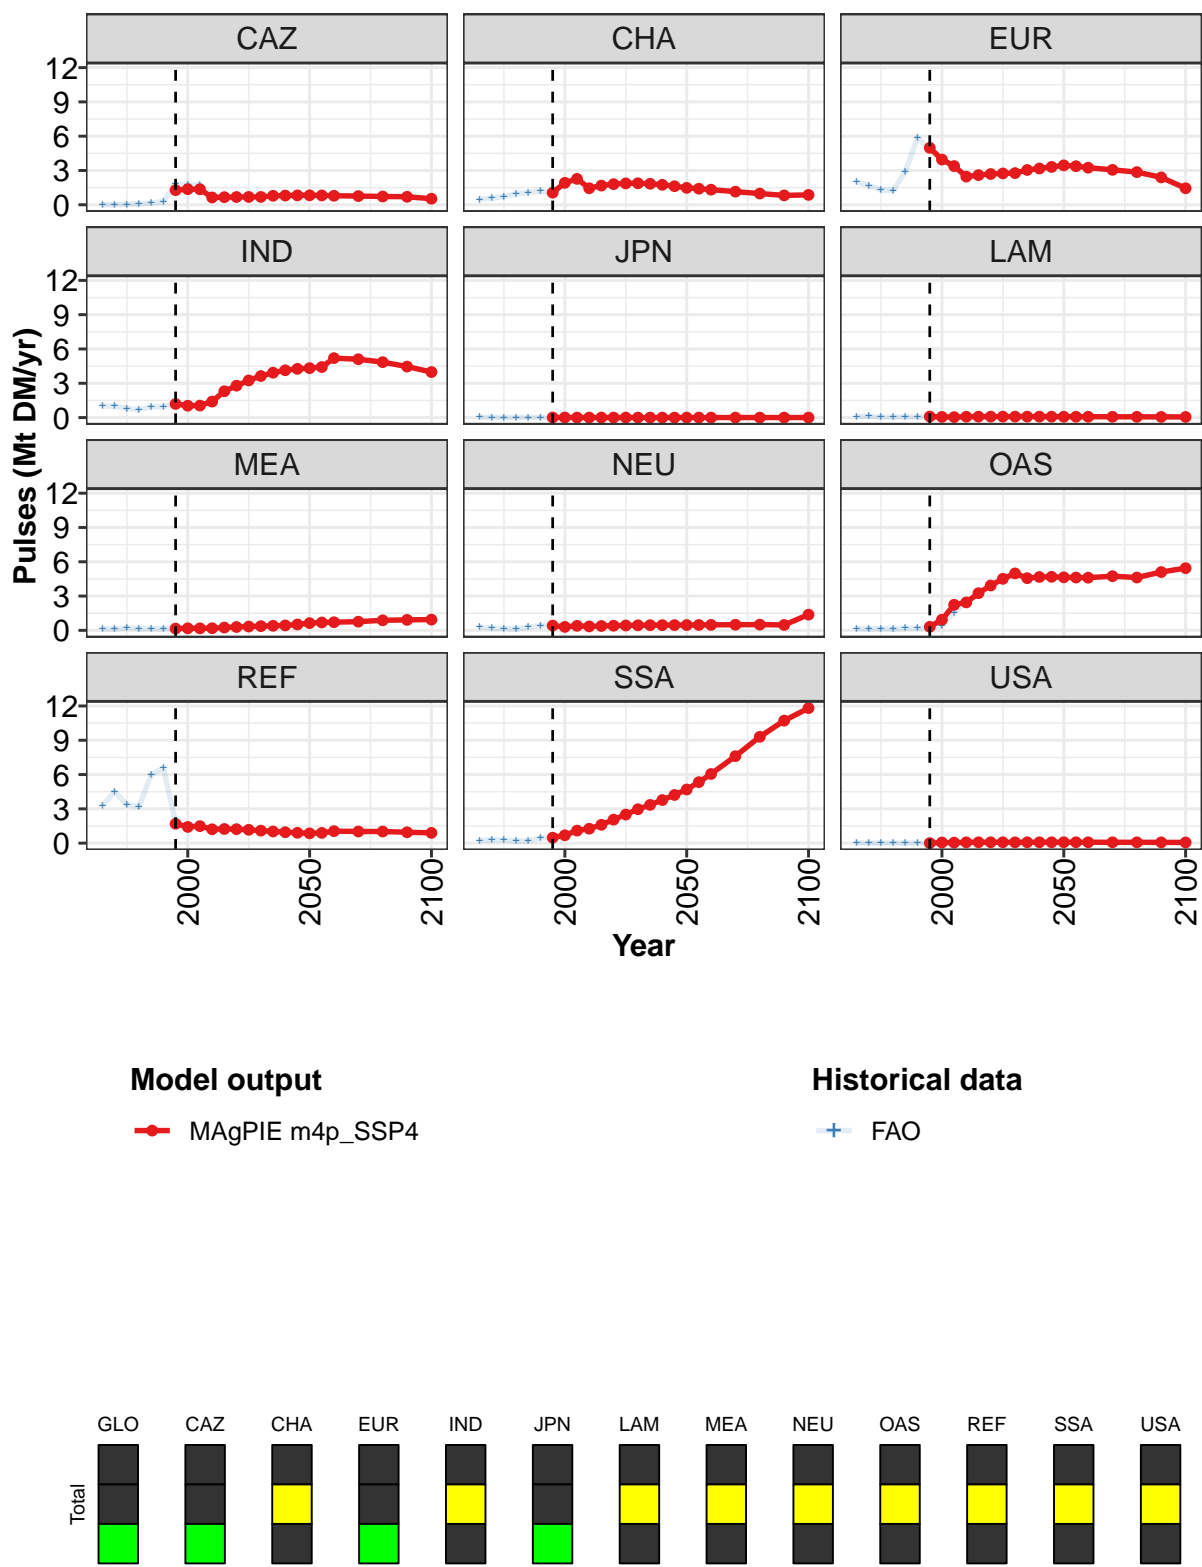 CAZ CHA EUR
12
9
6
3
0
IND JPN LAM
12
9
6
3
0
MEA NEU OAS
12
9
6
3
0
REF SSA USA
12
9
6
3
0
Pulses (Mt DM/yr)
2000 2050 2100 2000 2050 2100 2000 2050 2100
Year
Model output Historical data
MAgPIE m4p_SSP4 FAO
GLO CAZ CHA EUR IND JPN LAM MEA NEU OAS REF SSA USA
Total